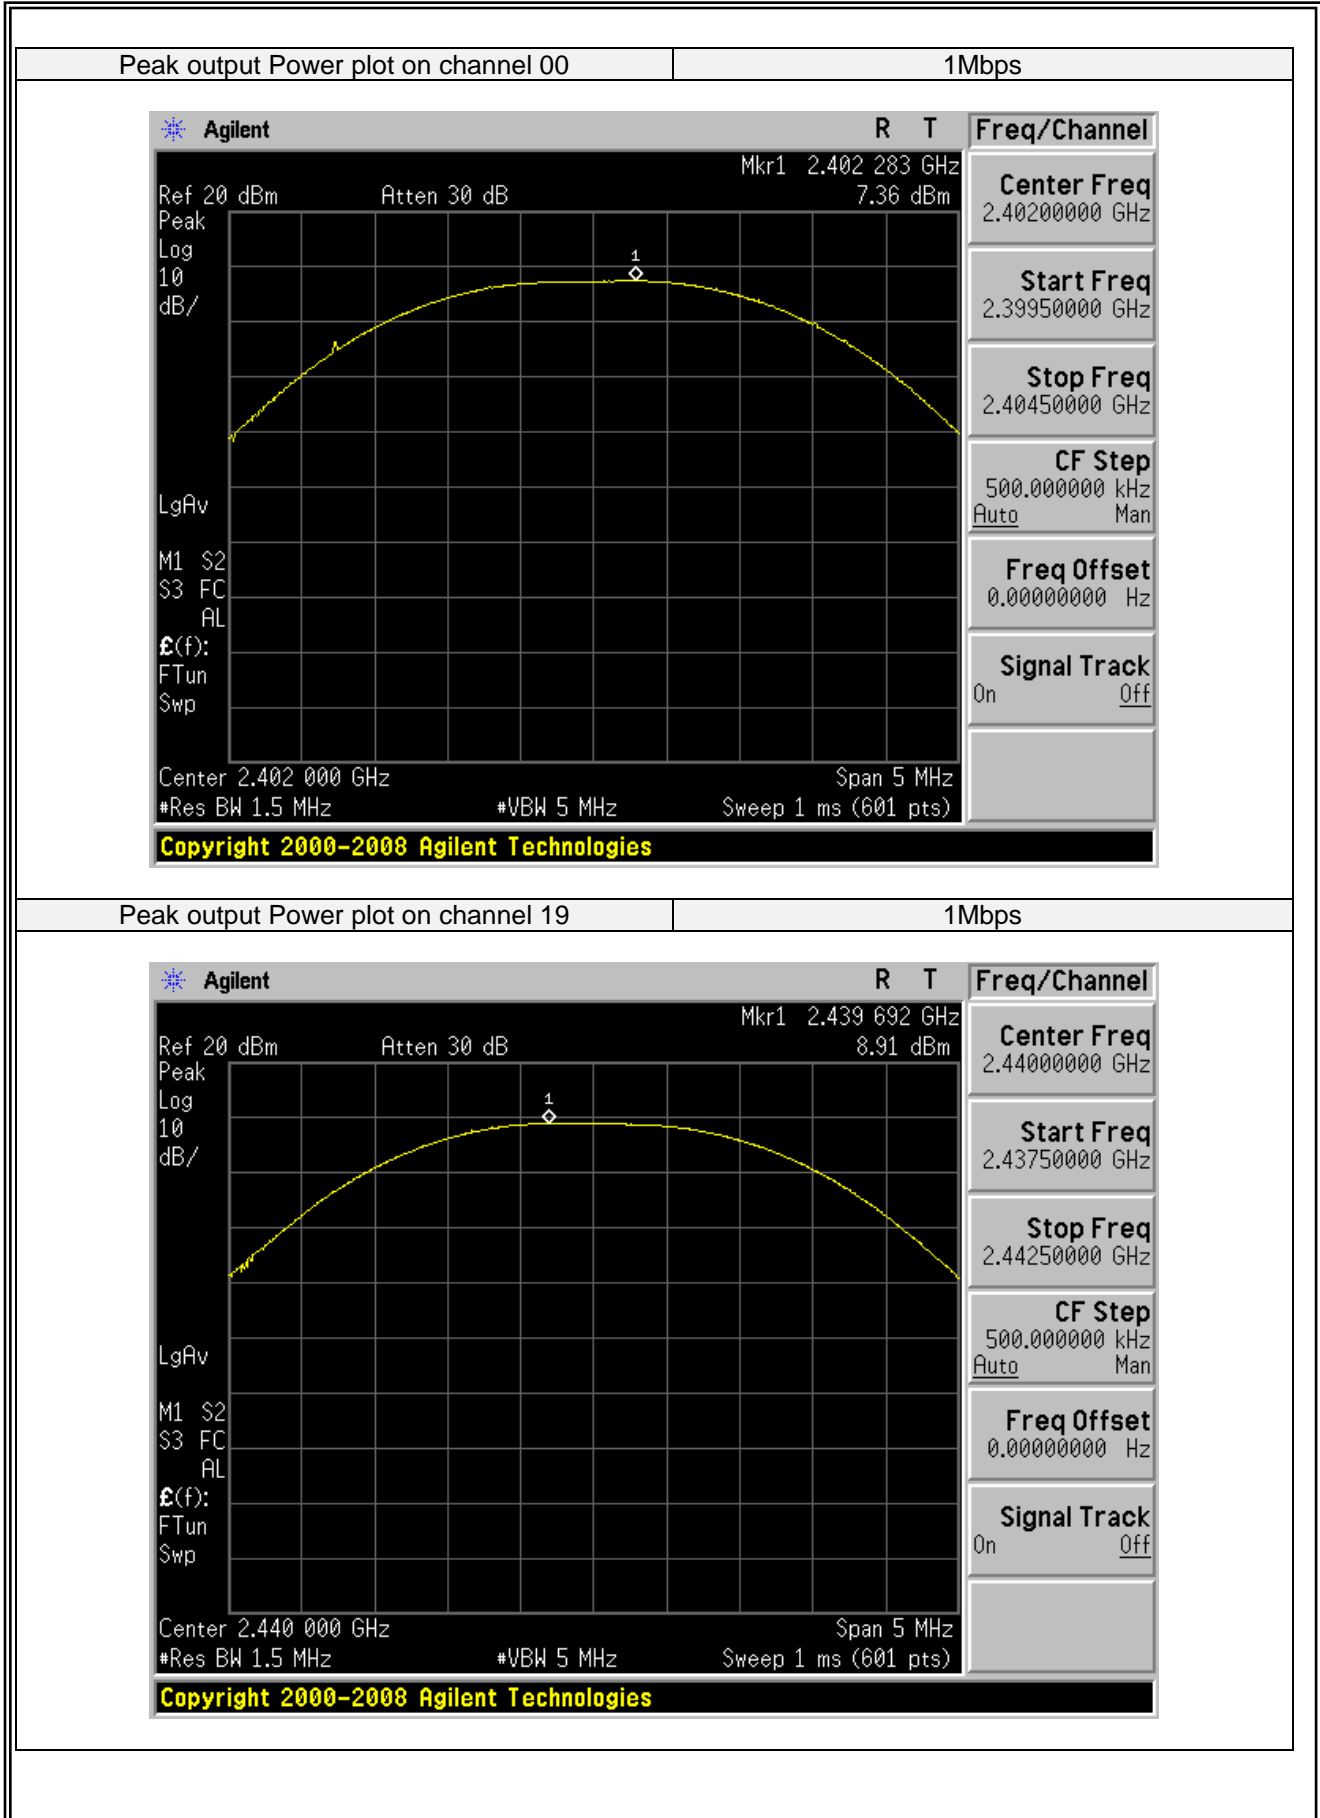 Peak output Power plot on channel 00 1Mbps
Agilent R T Freq/Channel
Mkr1 2.402 283 GHz
Ref 20 dBm Atten 30 dB 7.36 dBm
Peak
Log
10
dB/
1
LgAv
M1 S2
S3 FC
AL
£(f):
FTun
Swp
Center 2.402 000 GHz Span 5 MHz
#Res BW 1.5 MHz #VBW 5 MHz Sweep 1 ms (601 pts)
Center Freq
2.40200000 GHz
Start Freq
2.39950000 GHz
Stop Freq
2.40450000 GHz
CF Step
500.000000 kHz
Auto Man
Freq Offset
0.00000000 Hz
Signal Track
On Off
Copyright 2000-2008 Agilent Technologies
Peak output Power plot on channel 19 1Mbps
Agilent R T Freq/Channel
Mkr1 2.439 692 GHz
Ref 20 dBm Atten 30 dB 8.91 dBm
Peak
Log
10
dB/
1
LgAv
M1 S2
S3 FC
AL
£(f):
FTun
Swp
Center 2.440 000 GHz Span 5 MHz
#Res BW 1.5 MHz #VBW 5 MHz Sweep 1 ms (601 pts)
Center Freq
2.44000000 GHz
Start Freq
2.43750000 GHz
Stop Freq
2.44250000 GHz
CF Step
500.000000 kHz
Auto Man
Freq Offset
0.00000000 Hz
Signal Track
On Off
Copyright 2000-2008 Agilent Technologies